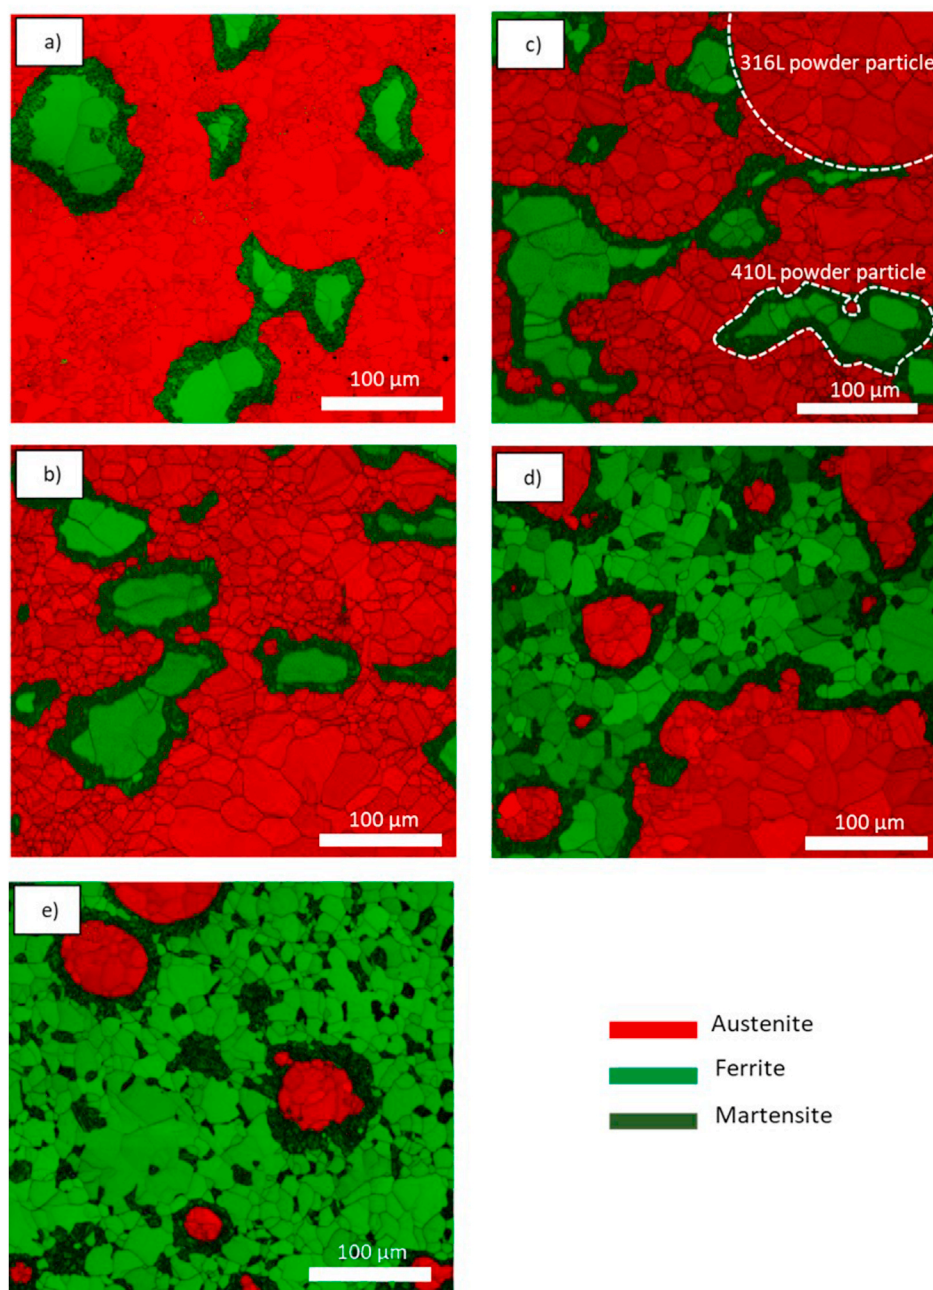 a)
100 µm
c)
316L powder particle
410L powder particle
100 µm
b)
100 µm
d)
100 µm
e)
100 µm
Austenite
Ferrite
Martensite